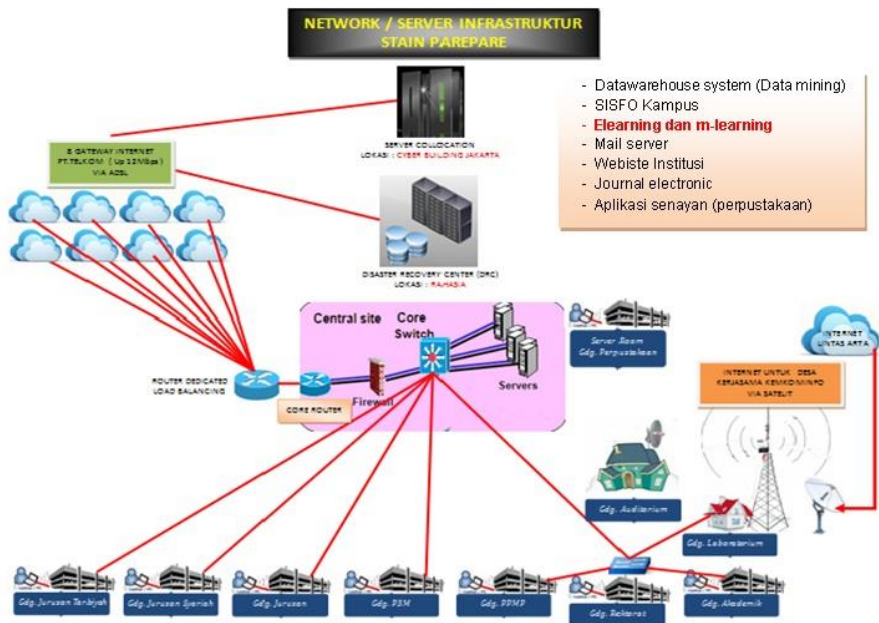 NETWORK / SERVER INFRASTRUKTUR
STAIN PAREPARE
SERVER COLLOCATION
LOKASI : CYBER BUILDING JAKARTA
- Datawarehouse system (Data mining)
- SISFO Kampus
- Elearning dan m-learning
- Mail server
- Webiste Institusi
- Journal electronic
- Aplikasi senayan (perpustakaan)
8 GATEWAY INTERNET
PT.TELKOM ( Up 12Mbps )
VIA ADSL
DISASTER RECOVERY CENTER (DRC)
LOKASI : RAHASIA
Central site
Core
Switch
Servers
Firewall
CORE ROUTER
ROUTER DEDICATED
LOAD BALANCING
Server Room
Gdg. Perpustakaan
INTERNET
LINTAS ARTA
INTERNET UNTUK DESA
KERJASAMA KEMKOMINFO
VIA SATELIT
Gdg. Auditorium
Gdg. Laboratorium
Gdg. Jurusan Tarbiyah
Gdg. Jurusan Syariah
Gdg. Jurusan
Gdg. P3M
Gdg. PPMP
Gdg. Rektorat
Gdg. Akademik